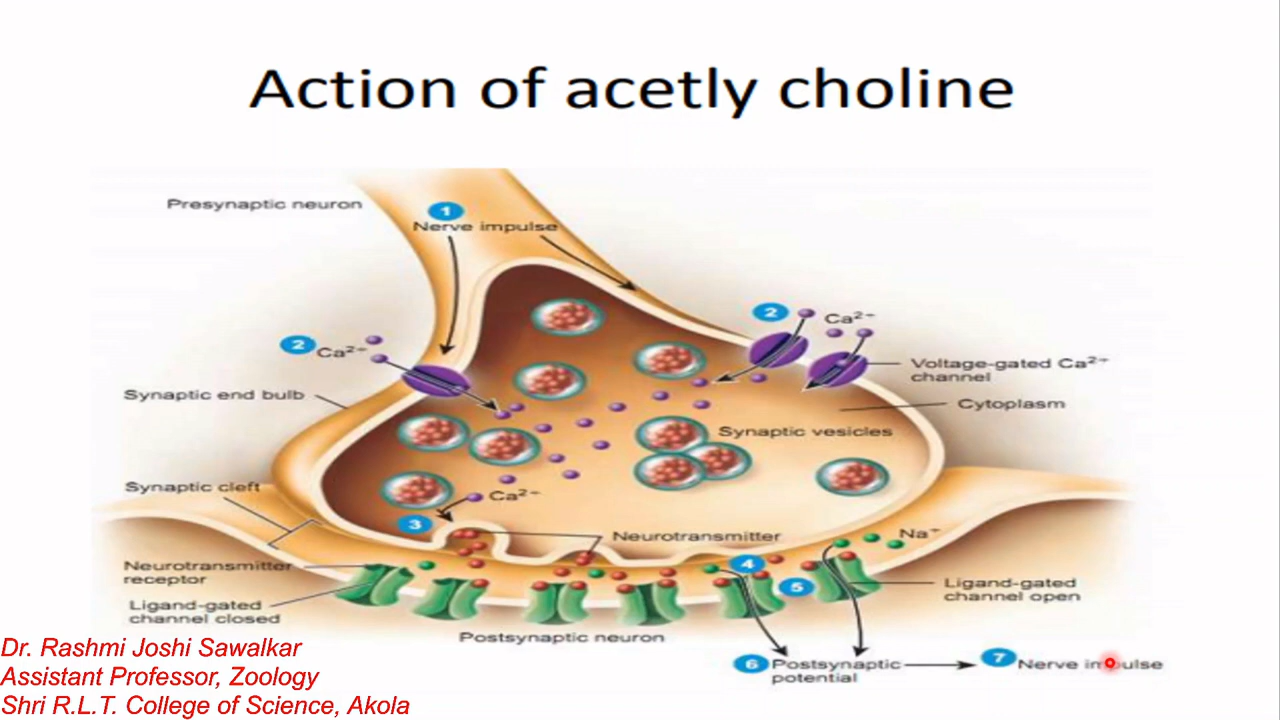 Action of acetly choline
Presynaptic neuron
1
Nerve impulse
2
Ca²⁺
2
Ca²⁺
Voltage-gated Ca²⁺
channel
Synaptic end bulb
Cytoplasm
Synaptic vesicles
Synaptic cleft
Ca²⁺
3
Neurotransmitter
Na⁺
4
Neurotransmitter
receptor
5
Ligand-gated
channel open
Ligand-gated
channel closed
Postsynaptic neuron
6 Postsynaptic
potential
7 Nerve impulse
Dr. Rashmi Joshi Sawalkar
Assistant Professor, Zoology
Shri R.L.T. College of Science, Akola